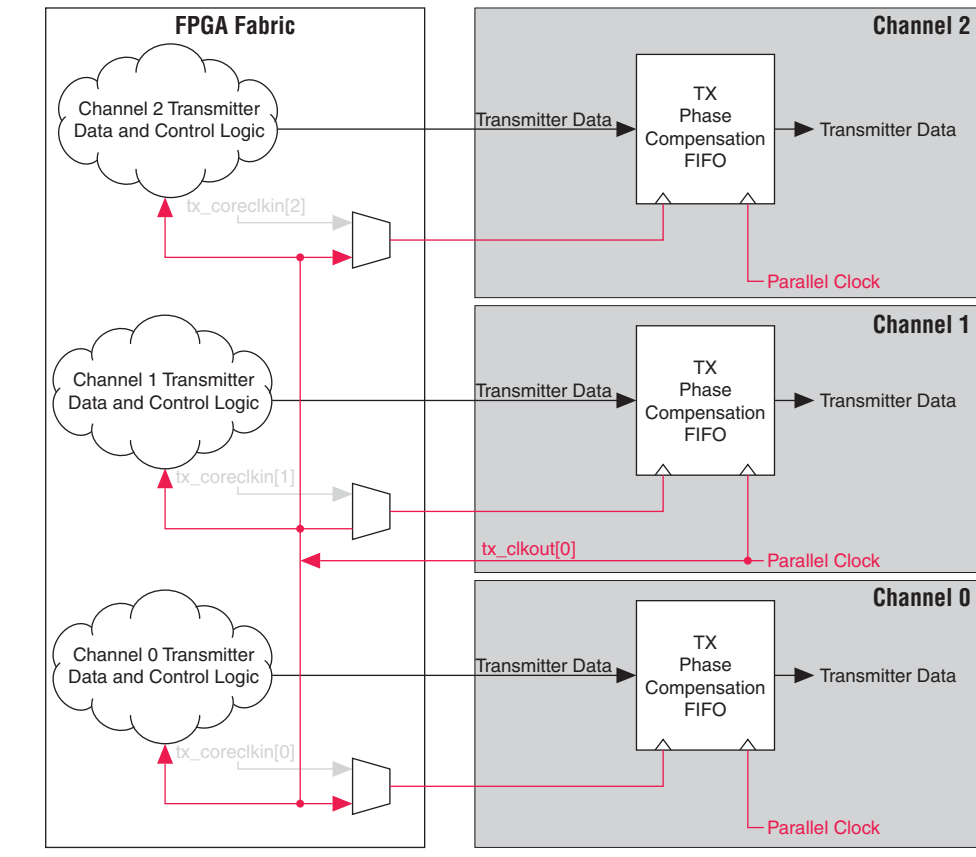 FPGA Fabric
Channel 2
Channel 2 Transmitter
Data and Control Logic
Transmitter Data
TX
Phase
Compensation
FIFO
Transmitter Data
tx_coreclkin[2]
Parallel Clock
Channel 1
Channel 1 Transmitter
Data and Control Logic
Transmitter Data
TX
Phase
Compensation
FIFO
Transmitter Data
tx_coreclkin[1]
tx_clkout[0]
Parallel Clock
Channel 0
Channel 0 Transmitter
Data and Control Logic
Transmitter Data
TX
Phase
Compensation
FIFO
Transmitter Data
tx_coreclkin[0]
Parallel Clock